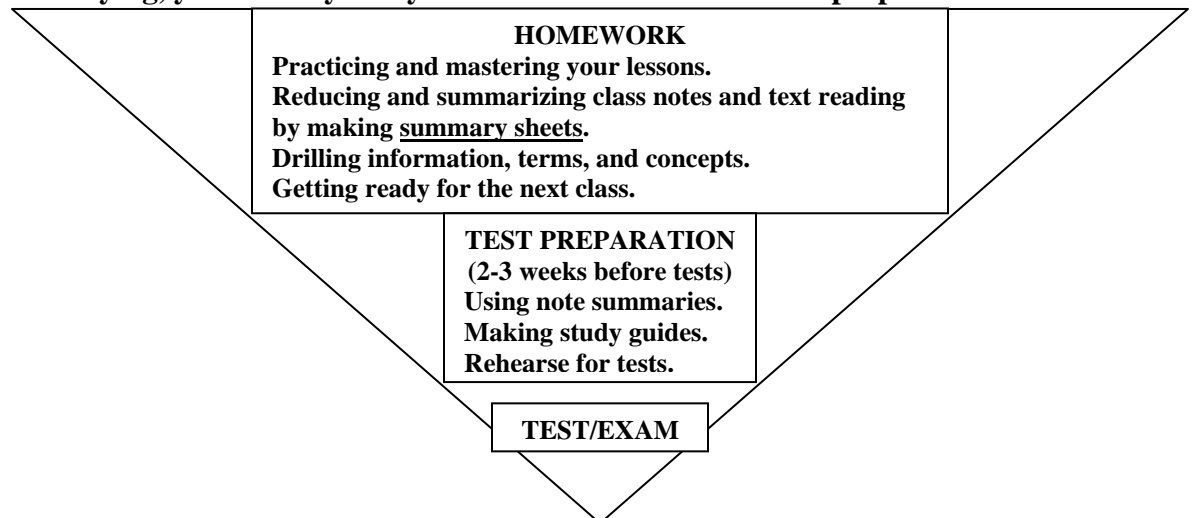 HOMEWORK
Practicing and mastering your lessons.
Reducing and summarizing class notes and text reading
by making summary sheets.
Drilling information, terms, and concepts.
Getting ready for the next class.
TEST PREPARATION
(2-3 weeks before tests)
Using note summaries.
Making study guides.
Rehearse for tests.
TEST/EXAM